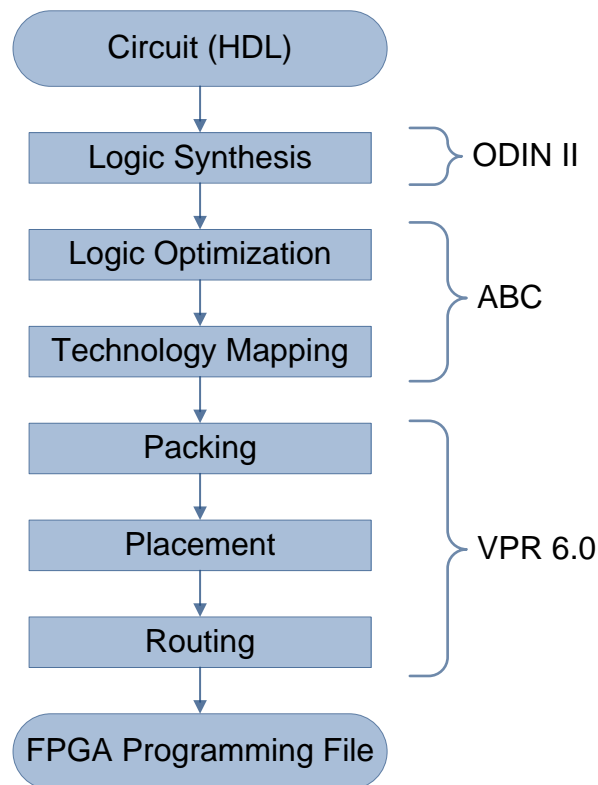 Circuit (HDL)
Logic Synthesis
ODIN II
Logic Optimization
ABC
Technology Mapping
Packing
Placement
VPR 6.0
Routing
FPGA Programming File